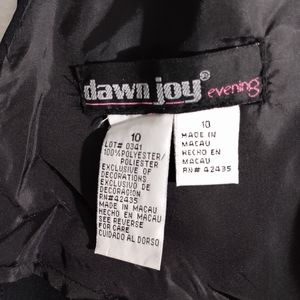 dawn joy® evening
10
LOT# 0341
100% POLYESTER/
POLIESTER
EXCLUSIVE OF
DECORATIONS
EXCLUSIVO DE
DECORACION
RN#42435
MADE IN MACAU
HECHO EN MACAU
SEE REVERSE
FOR CARE
CUIDADO AL DORSO
10
MADE IN
MACAU
HECHO EN
MACAU
RN# 42435